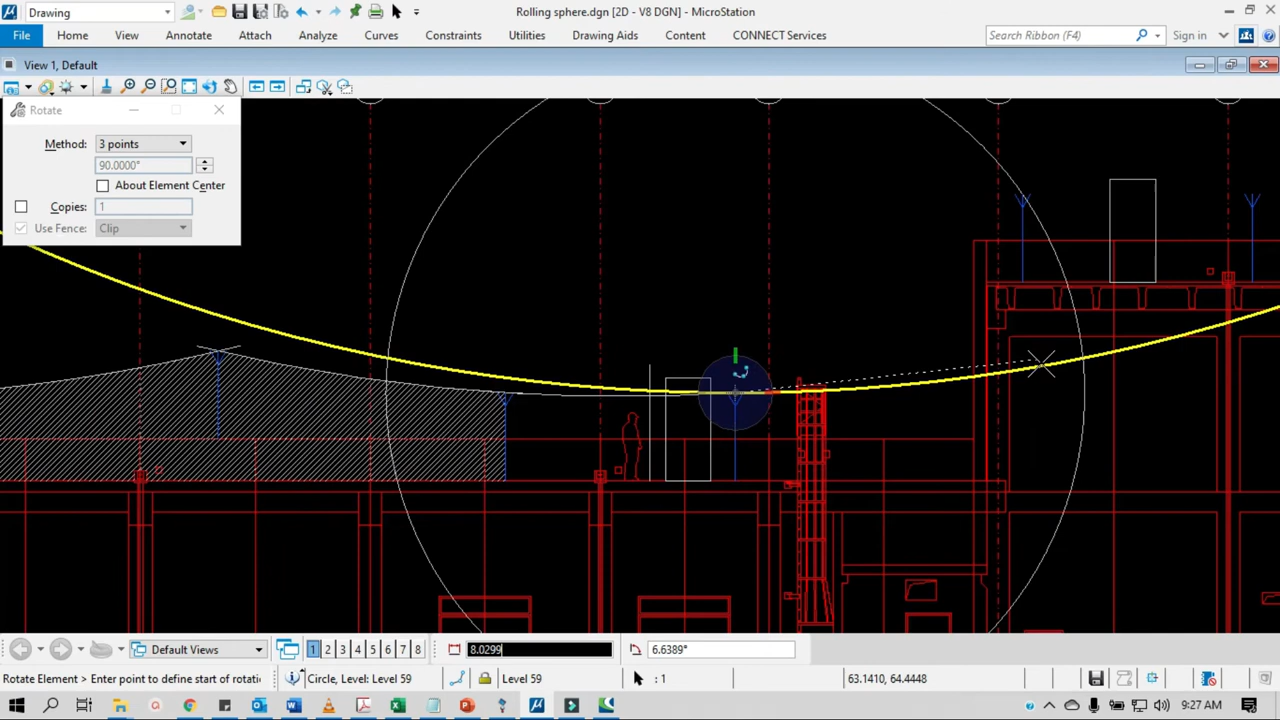 Drawing
Rolling sphere.dgn [2D - V8 DGN] - MicroStation
File Home View Annotate Attach Analyze Curves Constraints Utilities Drawing Aids Content CONNECT Services Search Ribbon (F4) Sign in
View 1, Default
Rotate
Method: 3 points
90.0000°
About Element Center
Copies: 1
Use Fence: Clip
Default Views 1 2 3 4 5 6 7 8 8.0299 6.6389°
Rotate Element > Enter point to define start of rotatio Circle, Level: Level 59 Level 59 : 1 63.1410, 64.4448
9:27 AM